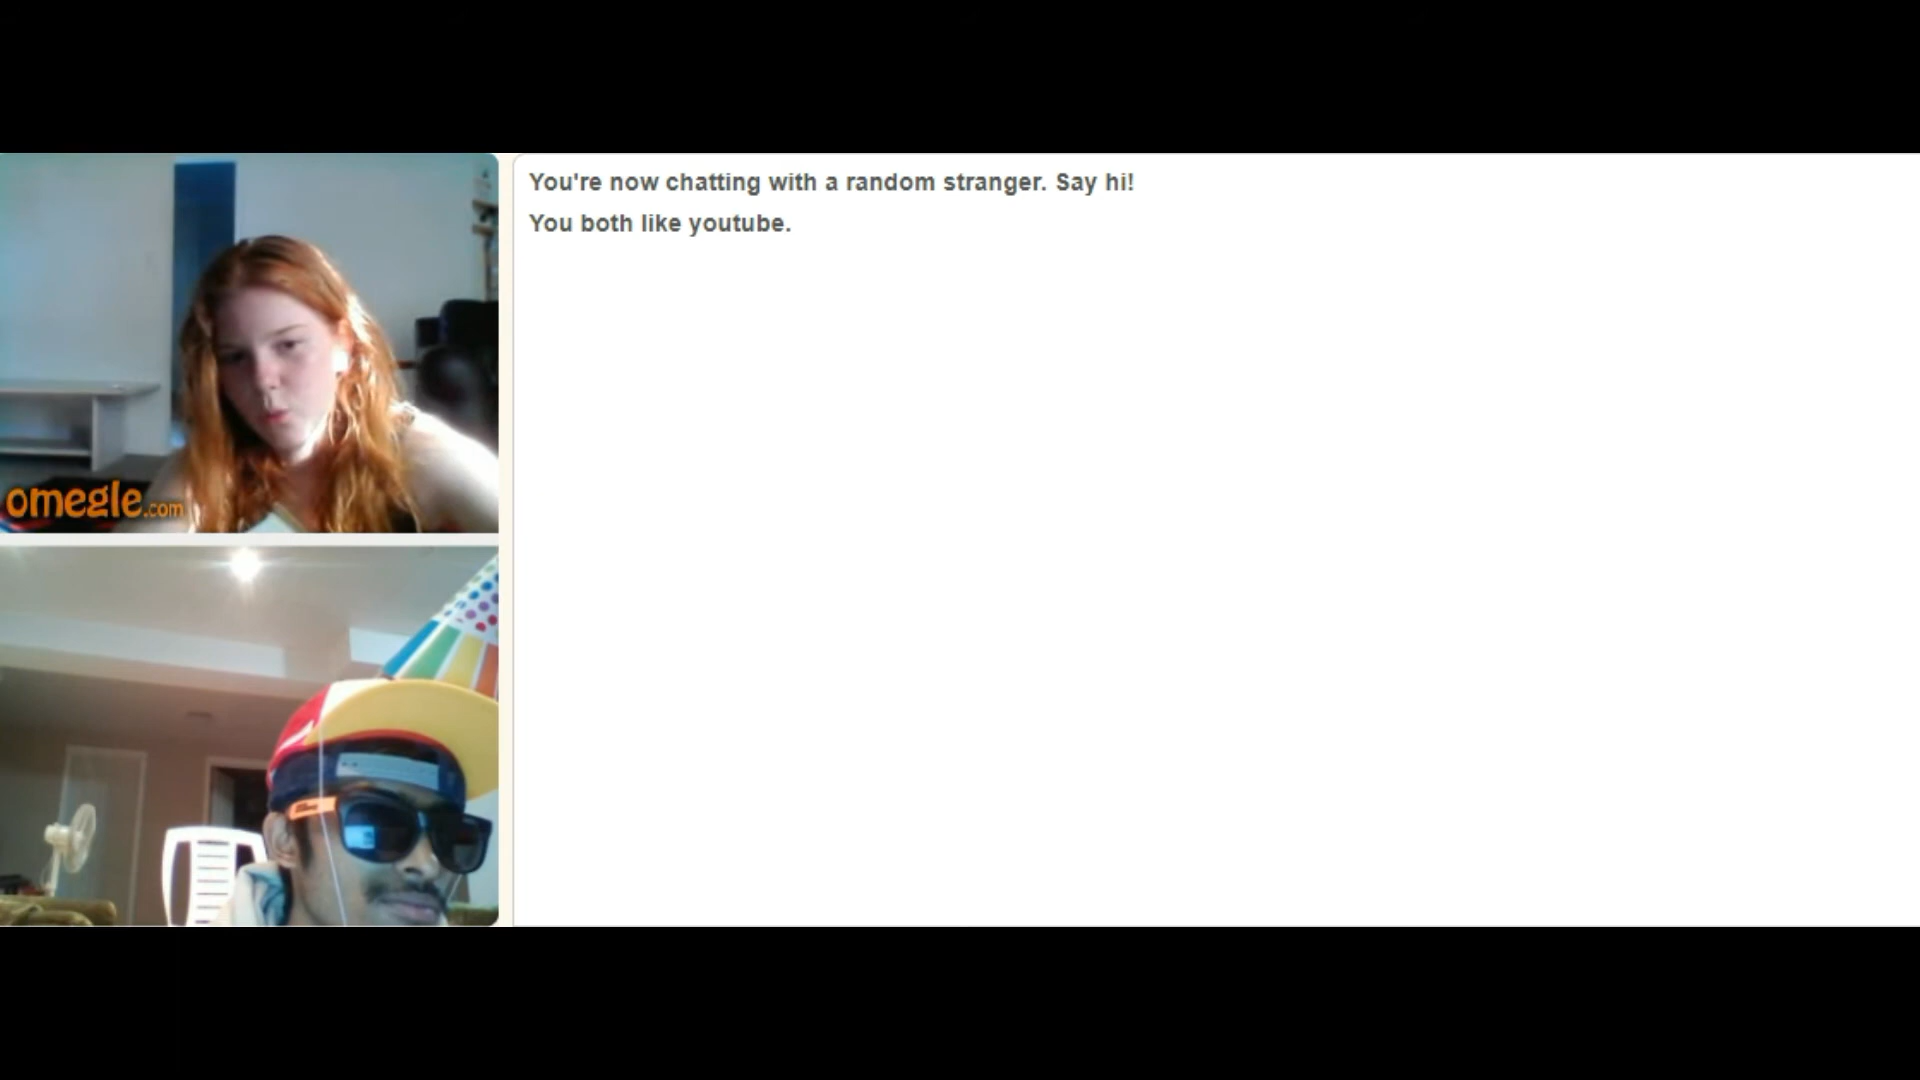 You're now chatting with a random stranger. Say hi!
You both like youtube.
omegle.com